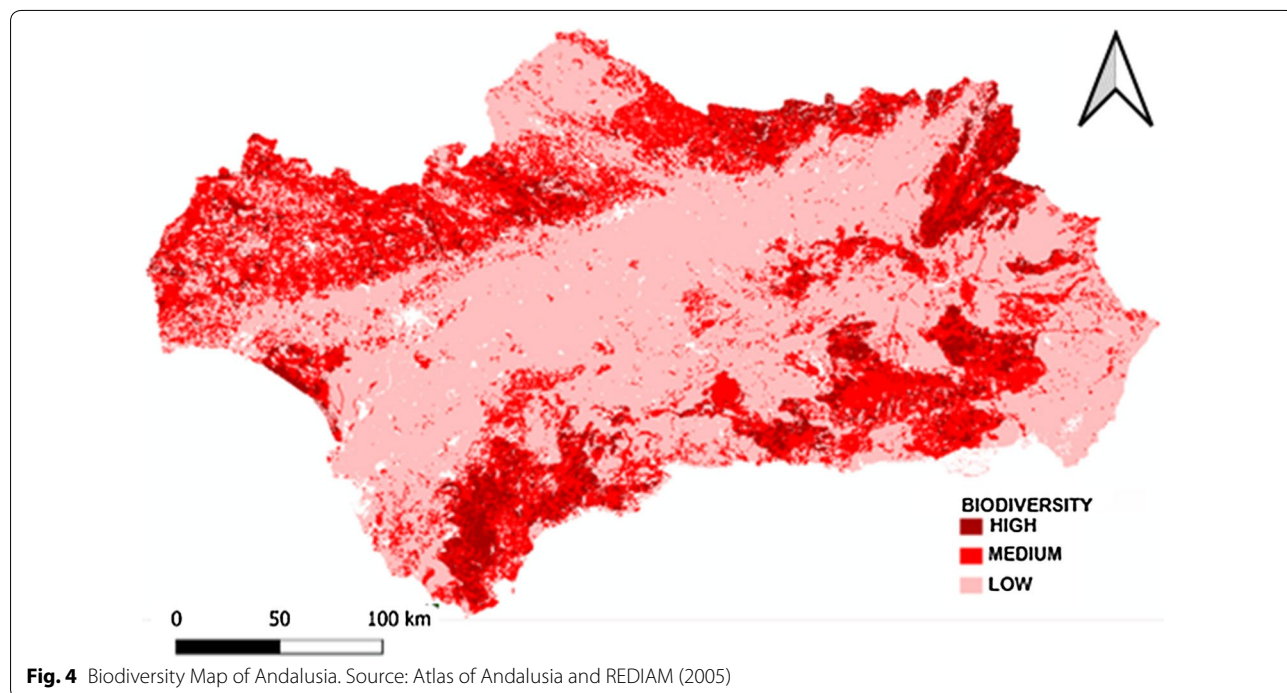 BIODIVERSITY
HIGH
MEDIUM
LOW
0 50 100 km
Fig. 4 Biodiversity Map of Andalusia. Source: Atlas of Andalusia and REDIAM (2005)